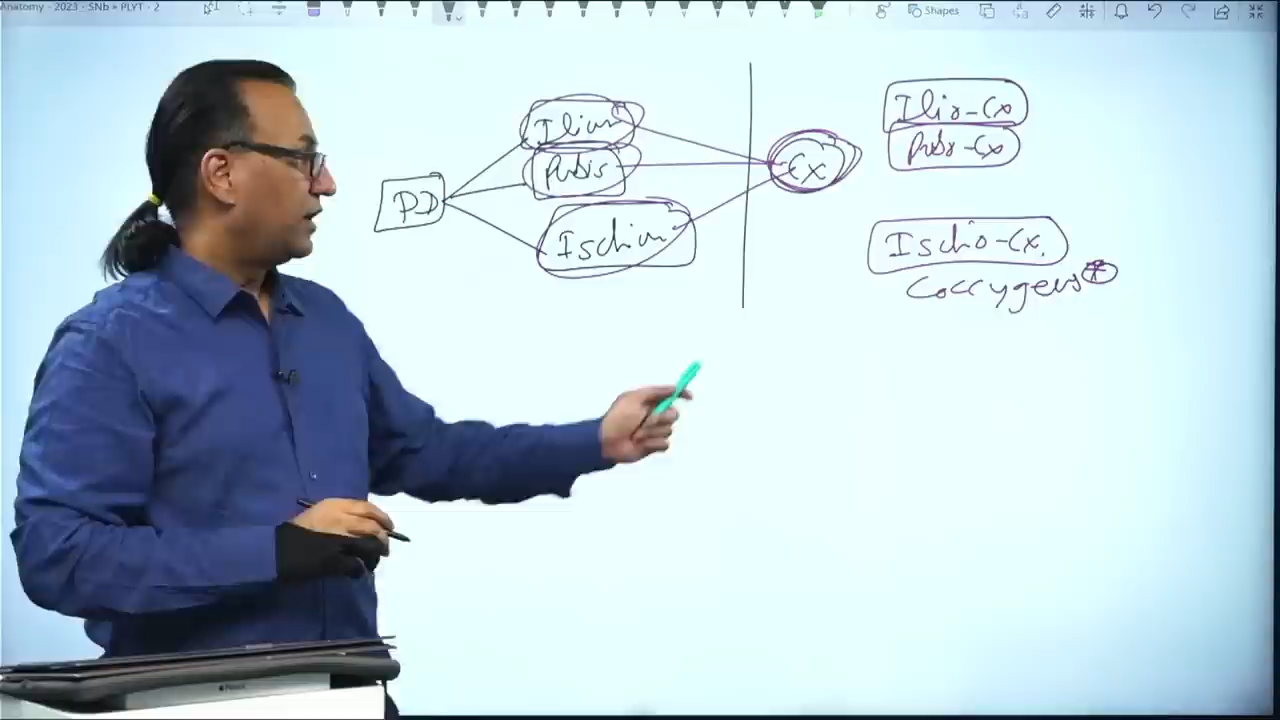 Anatomy - 2023 - SNb » PLYT - 2
Shapes
PD
Ilium
Pubis
Ischium
Cx
Ilio-Cx
Pubo-Cx
Ischio-Cx.
Coccygeus *